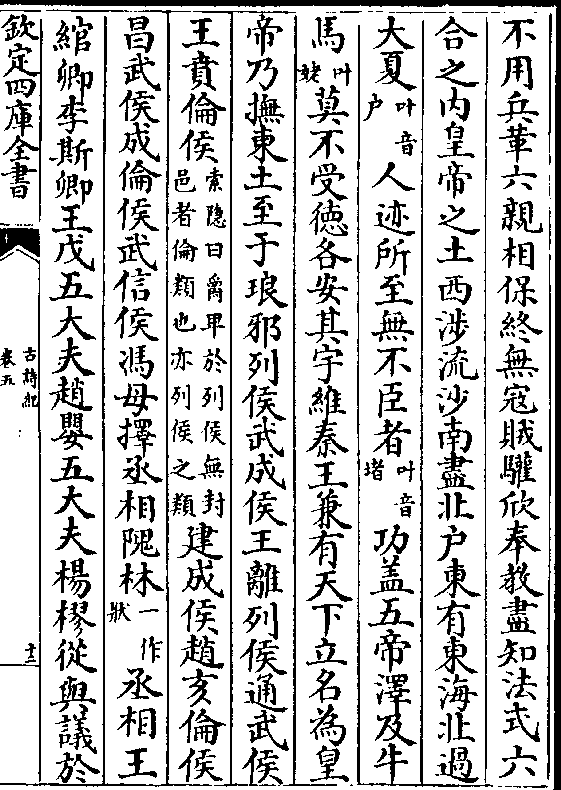 不用兵革六親相保終無寇賊驩欣奉教盡知法式六
合之内皇帝之土西涉流沙南盡北户東有東海北過
大夏叶音户人迹所至無不臣者叶音堵功盖五帝澤及牛
馬叶姥莫不受徳各安其宇維秦王兼有天下立名為皇
帝乃撫東土至于琅邪列侯武成侯王離列侯通武侯
王賁倫侯索隱曰爵卑於列侯無封邑者倫類也亦列侯之類建成侯趙亥倫侯
昌武侯成倫侯武信侯馮母擇丞相隗林一作狀丞相王
綰卿李斯卿王戊五大夫趙嬰五大夫楊樛從與議於
欽定四庫全書
古詩紀
卷五
十三